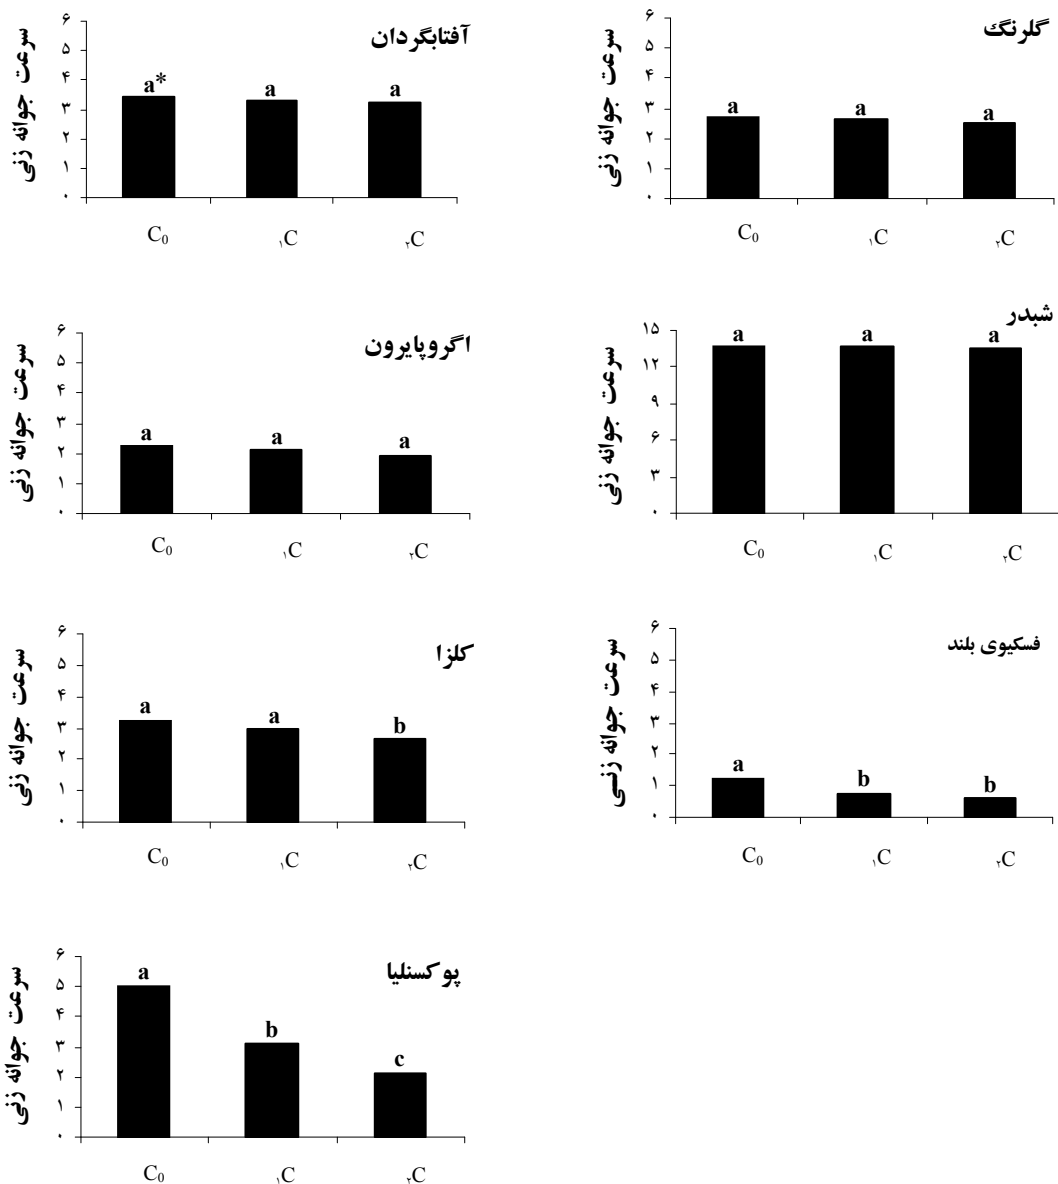 آفتابگردان
سرعت جوانه زنی
۶
۵
۴
۳
۲
۱
۰
a*
a
a
C₀
۱C
۲C
گلرنگ
سرعت جوانه زنی
۶
۵
۴
۳
۲
۱
۰
a
a
a
C₀
۱C
۲C
اگروپایرون
سرعت جوانه زنی
۶
۵
۴
۳
۲
۱
۰
a
a
a
C₀
۱C
۲C
شبدر
سرعت جوانه زنی
۱۵
۱۲
۹
۶
۳
۰
a
a
a
C₀
۱C
۲C
کلزا
سرعت جوانه زنی
۶
۵
۴
۳
۲
۱
۰
a
a
b
C₀
۱C
۲C
فسکیوی بلند
سرعت جوانه زنـی
۶
۵
۴
۳
۲
۱
۰
a
b
b
C₀
۱C
۲C
پوکسنلیا
سرعت جوانه زنی
۶
۵
۴
۳
۲
۱
۰
a
b
c
C₀
۱C
۲C